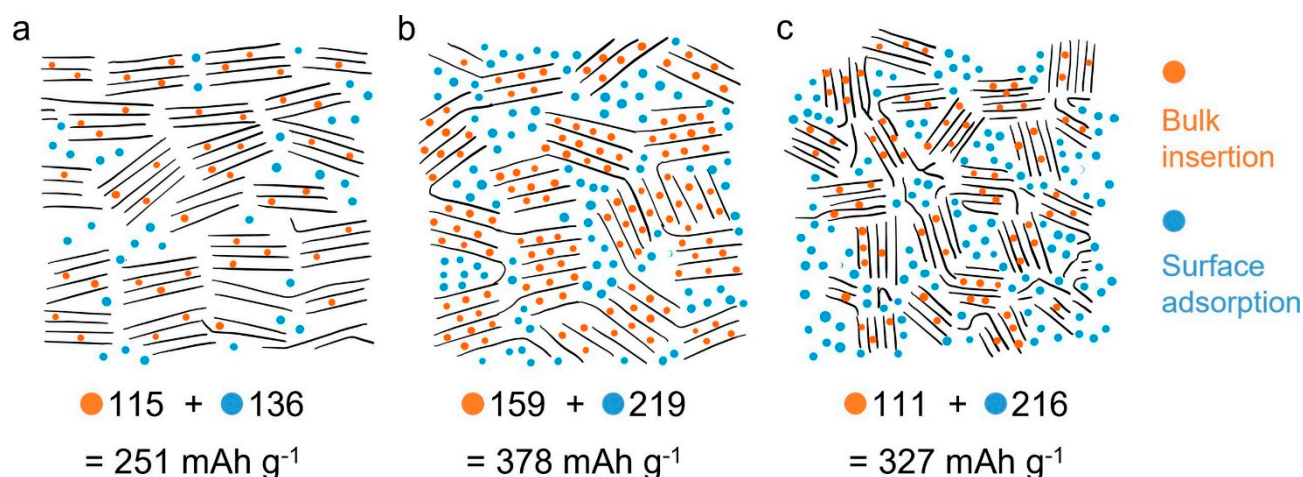 a
b
c
Bulk
insertion
Surface
adsorption
115 + 136
= 251 mAh g⁻¹
159 + 219
= 378 mAh g⁻¹
111 + 216
= 327 mAh g⁻¹